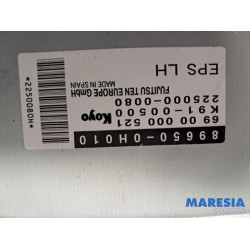 EPS LH
MADE IN SPAIN
FUJITSU TEN EUROPE GmbH
225000-0080
K91-00500
69 00 000 521 Koyo
89650-0H010
*2250080H*
MARESIA